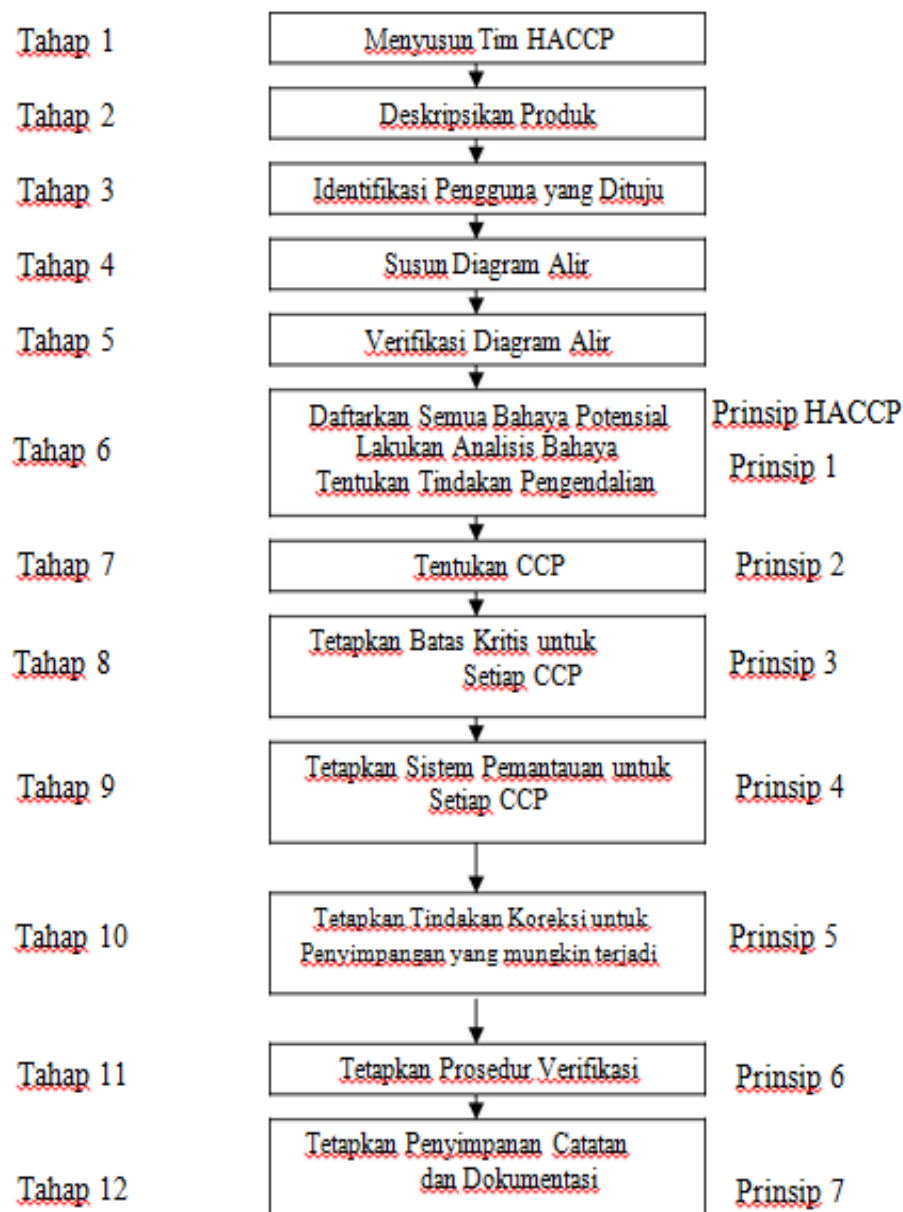 Tahap 1
Menyusun Tim HACCP
Tahap 2
Deskripsikan Produk
Tahap 3
Identifikasi Pengguna yang Dituju
Tahap 4
Susun Diagram Alir
Tahap 5
Verifikasi Diagram Alir
Tahap 6
Daftarkan Semua Bahaya Potensial
Lakukan Analisis Bahaya
Tentukan Tindakan Pengendalian
Prinsip HACCP
Prinsip 1
Tahap 7
Tentukan CCP
Prinsip 2
Tahap 8
Tetapkan Batas Kritis untuk
Setiap CCP
Prinsip 3
Tahap 9
Tetapkan Sistem Pemantauan untuk
Setiap CCP
Prinsip 4
Tahap 10
Tetapkan Tindakan Koreksi untuk
Penyimpangan yang mungkin terjadi
Prinsip 5
Tahap 11
Tetapkan Prosedur Verifikasi
Prinsip 6
Tahap 12
Tetapkan Penyimpanan Catatan
dan Dokumentasi
Prinsip 7